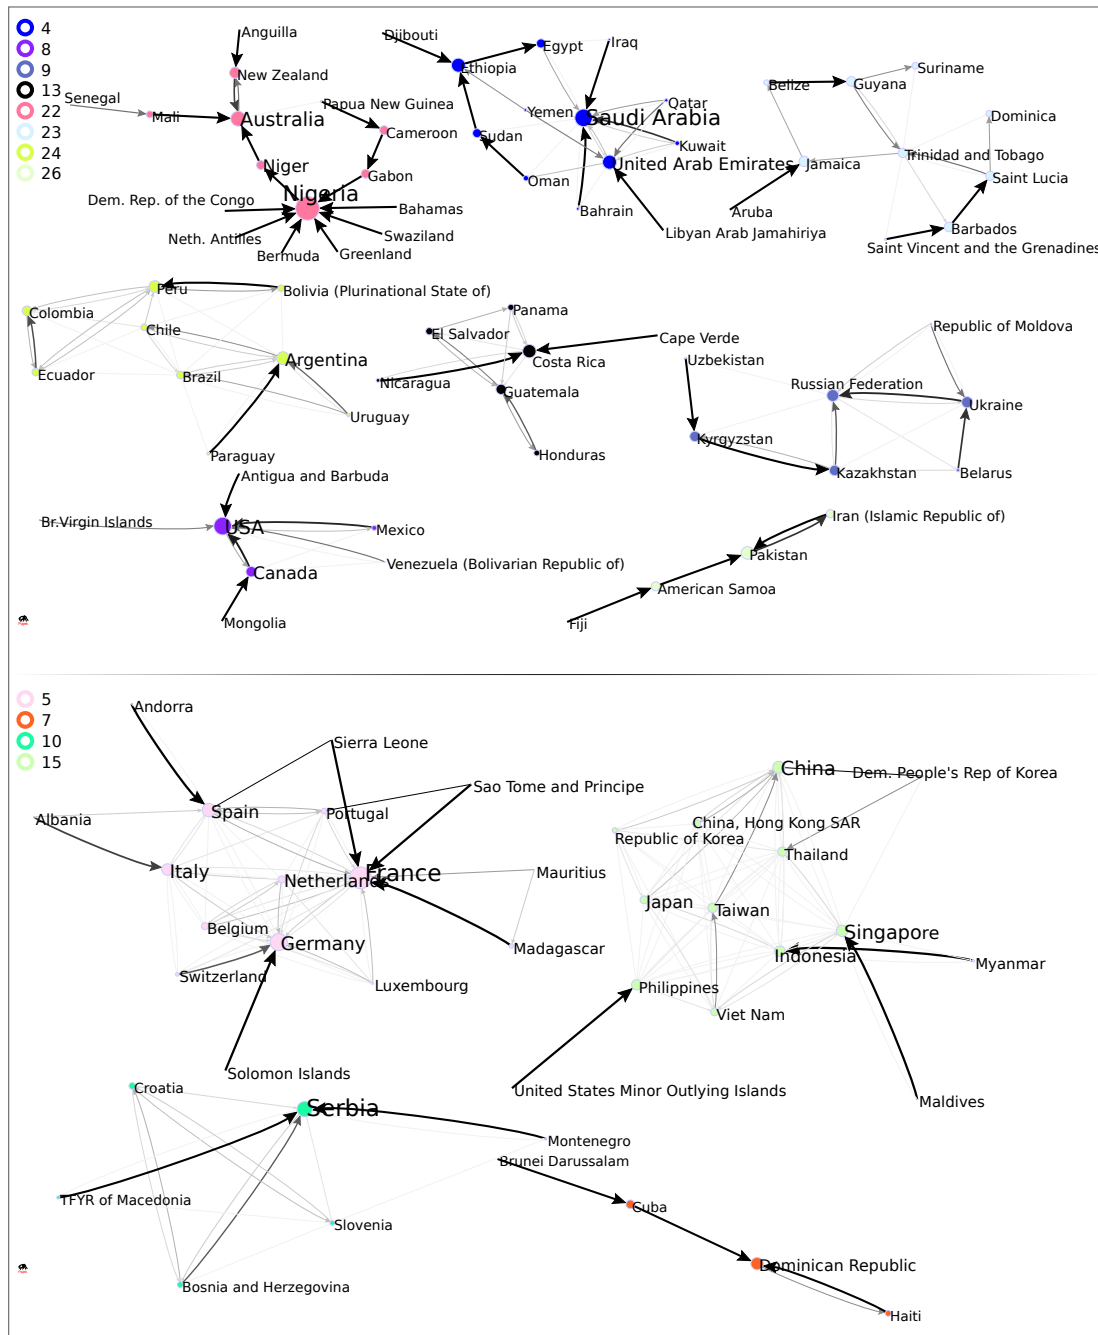 4
8
9
13
22
23
24
26
Anguilla
New Zealand
Senegal
Mali
Australia
Papua New Guinea
Cameroon
Niger
Gabon
Nigeria
Dem. Rep. of the Congo
Bahamas
Neth. Antilles
Swaziland
Bermuda
Greenland
Djibouti
Egypt
Iraq
Ethiopia
Yemen
Qatar
Saudi Arabia
Sudan
Kuwait
United Arab Emirates
Oman
Bahrain
Libyan Arab Jamahiriya
Suriname
Belize
Guyana
Dominica
Jamaica
Trinidad and Tobago
Saint Lucia
Aruba
Barbados
Saint Vincent and the Grenadines
Peru
Bolivia (Plurinational State of)
Colombia
Chile
Argentina
Ecuador
Brazil
Uruguay
Paraguay
Panama
El Salvador
Costa Rica
Cape Verde
Nicaragua
Guatemala
Honduras
Republic of Moldova
Uzbekistan
Russian Federation
Ukraine
Kyrgyzstan
Kazakhstan
Belarus
Antigua and Barbuda
Br.Virgin Islands
USA
Mexico
Venezuela (Bolivarian Republic of)
Canada
Mongolia
Iran (Islamic Republic of)
Pakistan
American Samoa
Fiji
5
7
10
15
Andorra
Sierra Leone
Sao Tome and Principe
Spain
Portugal
Albania
Italy
Netherlands
France
Mauritius
Belgium
Germany
Madagascar
Switzerland
Luxembourg
Solomon Islands
China
Dem. People's Rep of Korea
China, Hong Kong SAR
Republic of Korea
Thailand
Japan
Taiwan
Singapore
Indonesia
Myanmar
Philippines
Viet Nam
United States Minor Outlying Islands
Maldives
Croatia
Serbia
Montenegro
Brunei Darussalam
TFYR of Macedonia
Slovenia
Cuba
Bosnia and Herzegovina
Dominican Republic
Haiti